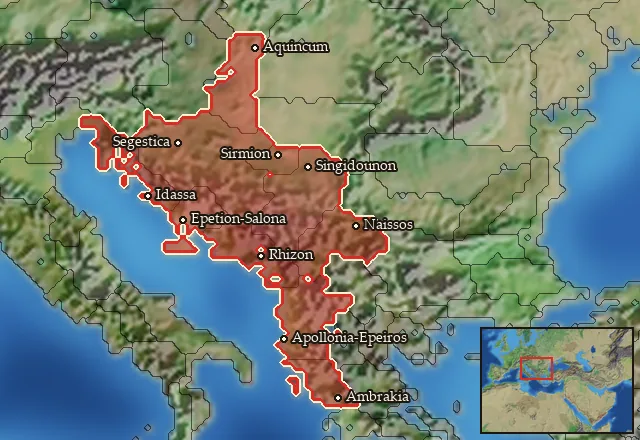 Aquincum
Segestica
Sirmion
Singidounon
Idassa
Epetion-Salona
Naissos
Rhizon
Apollonia-Epeiros
Ambrakia